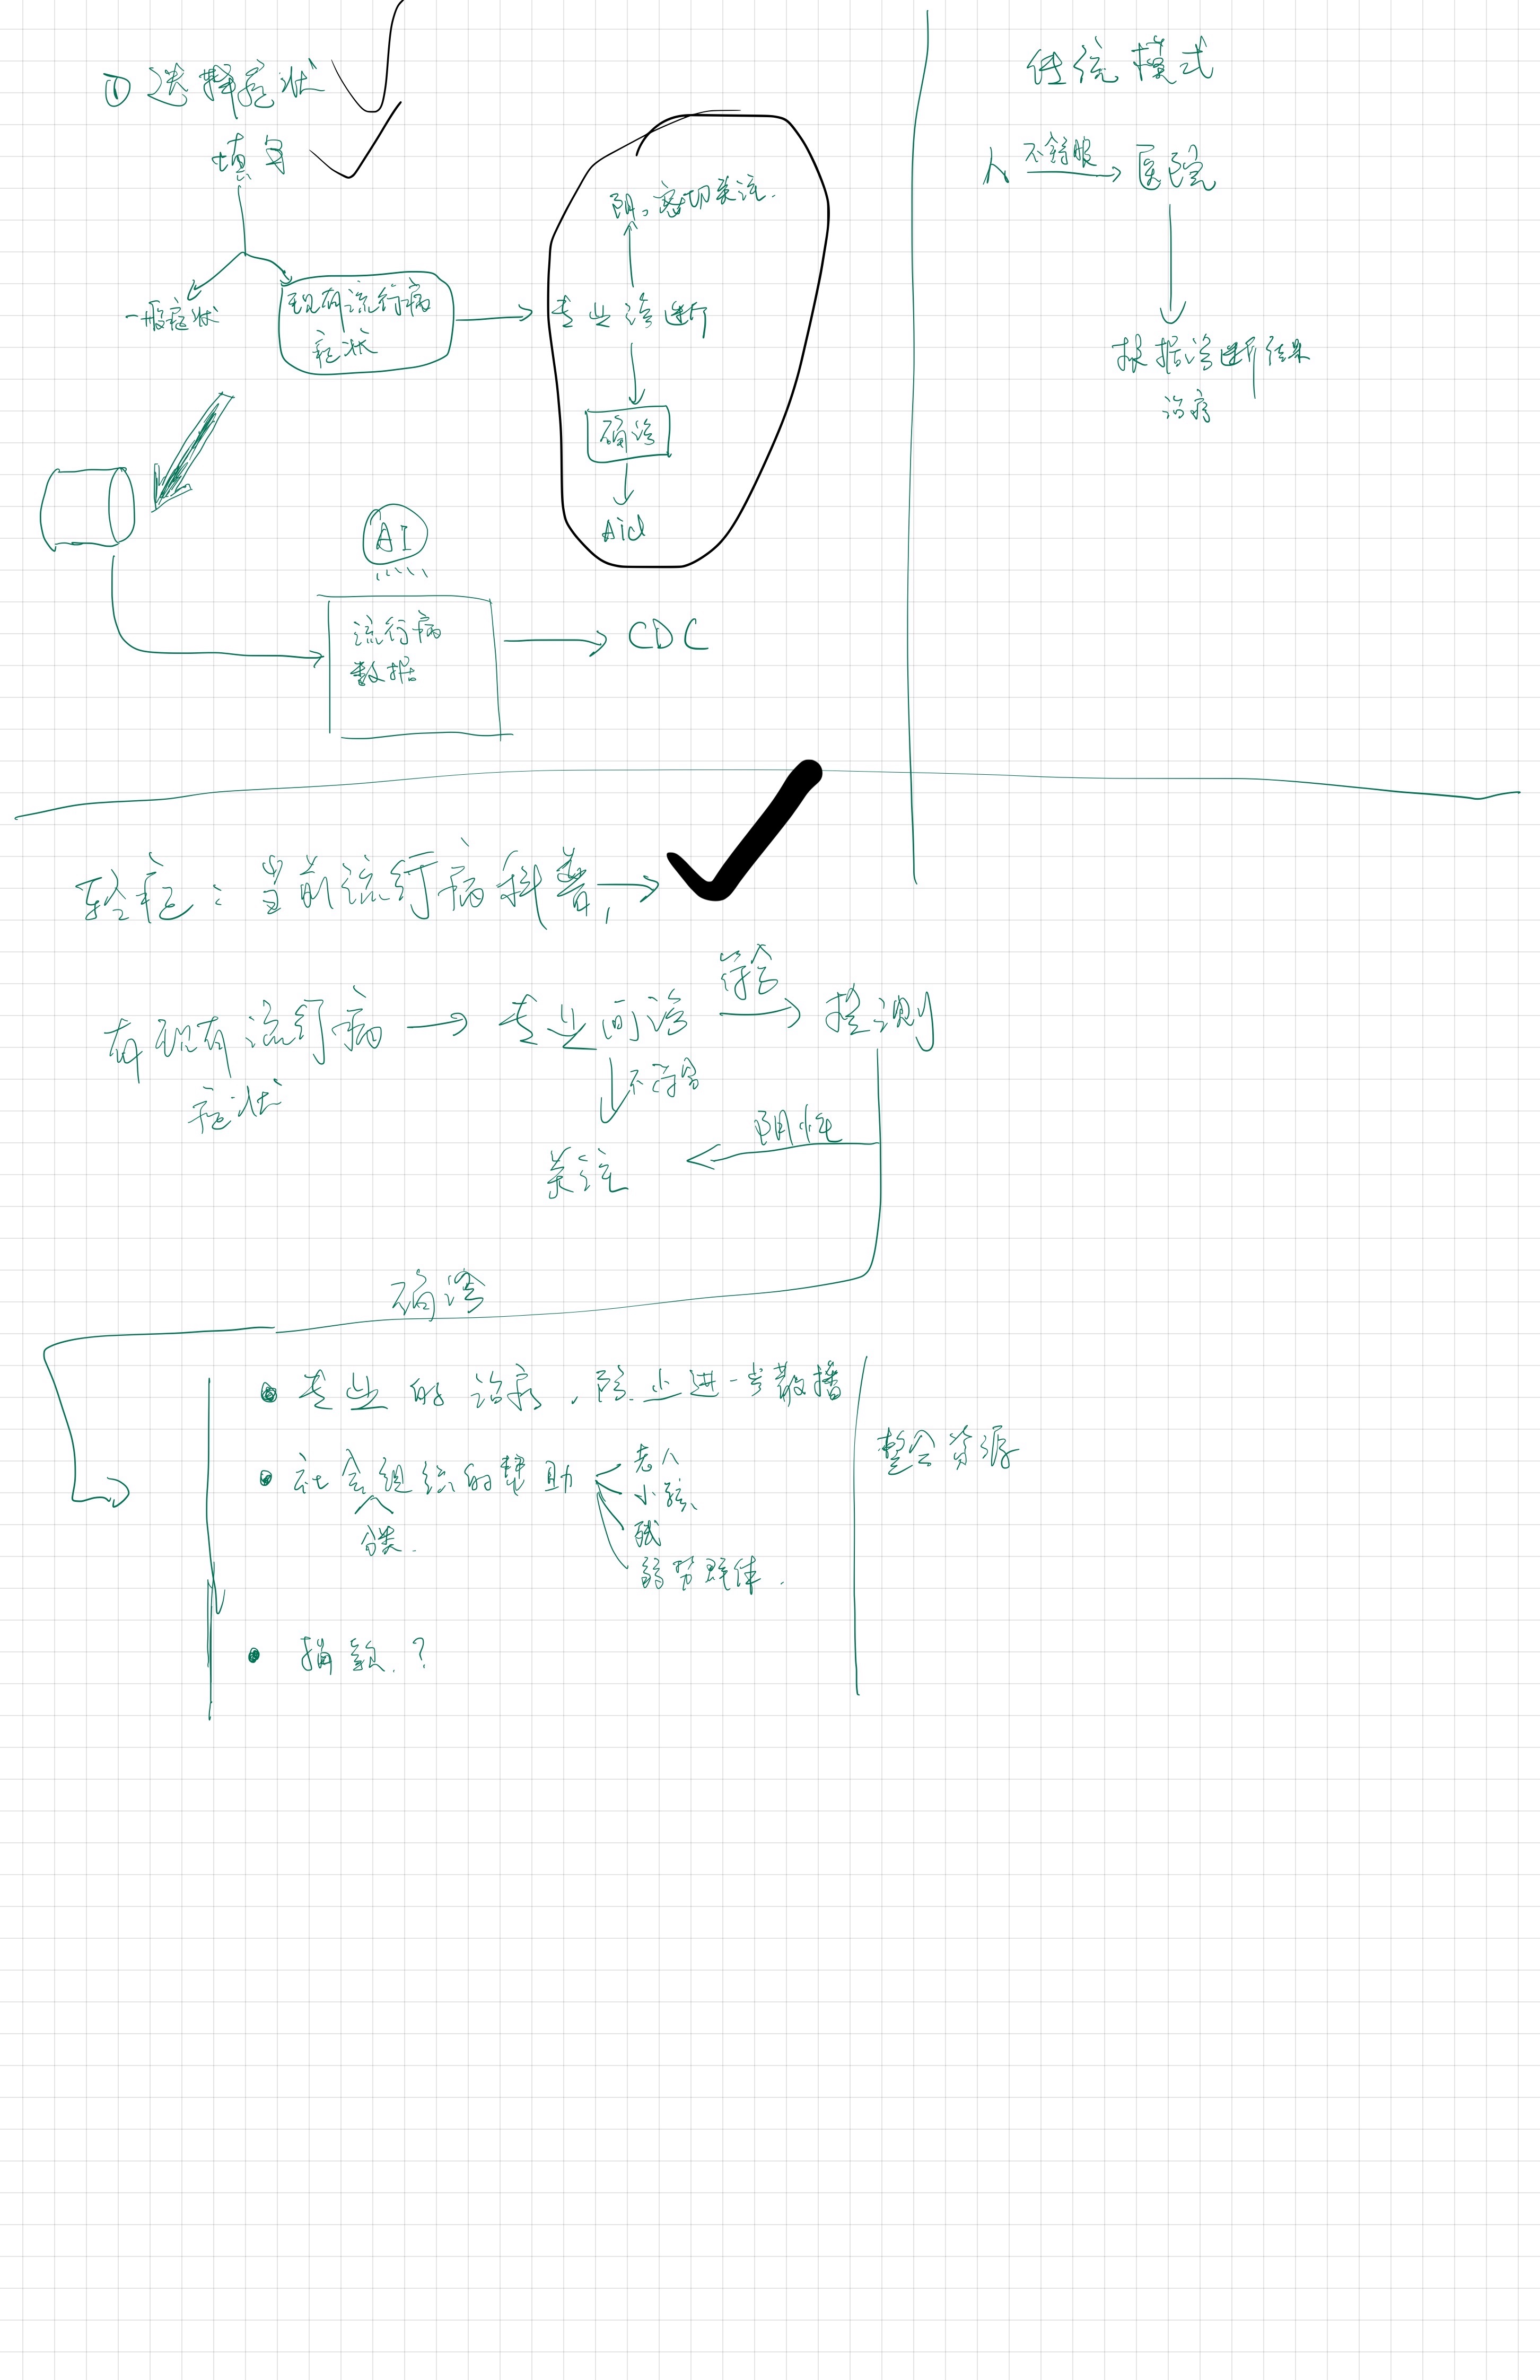 ① 选择症状
填写
一般症状
现有流行病
症状
阴。密切关注.
专业诊断
确诊
Aid
AI
流行病
数据
CDC
传统模式
人 不舒服 医院
根据诊断结果
治疗
轻症：当前流行病科普，
有现有流行病
症状
专业问诊
符合
检测
不符合
阴性
关注
确诊
• 专业的治疗，防止进一步散播
• 社会组织的帮助
分类.
老人
小孩、
残
弱势群体.
• 捐款.？
整合资源